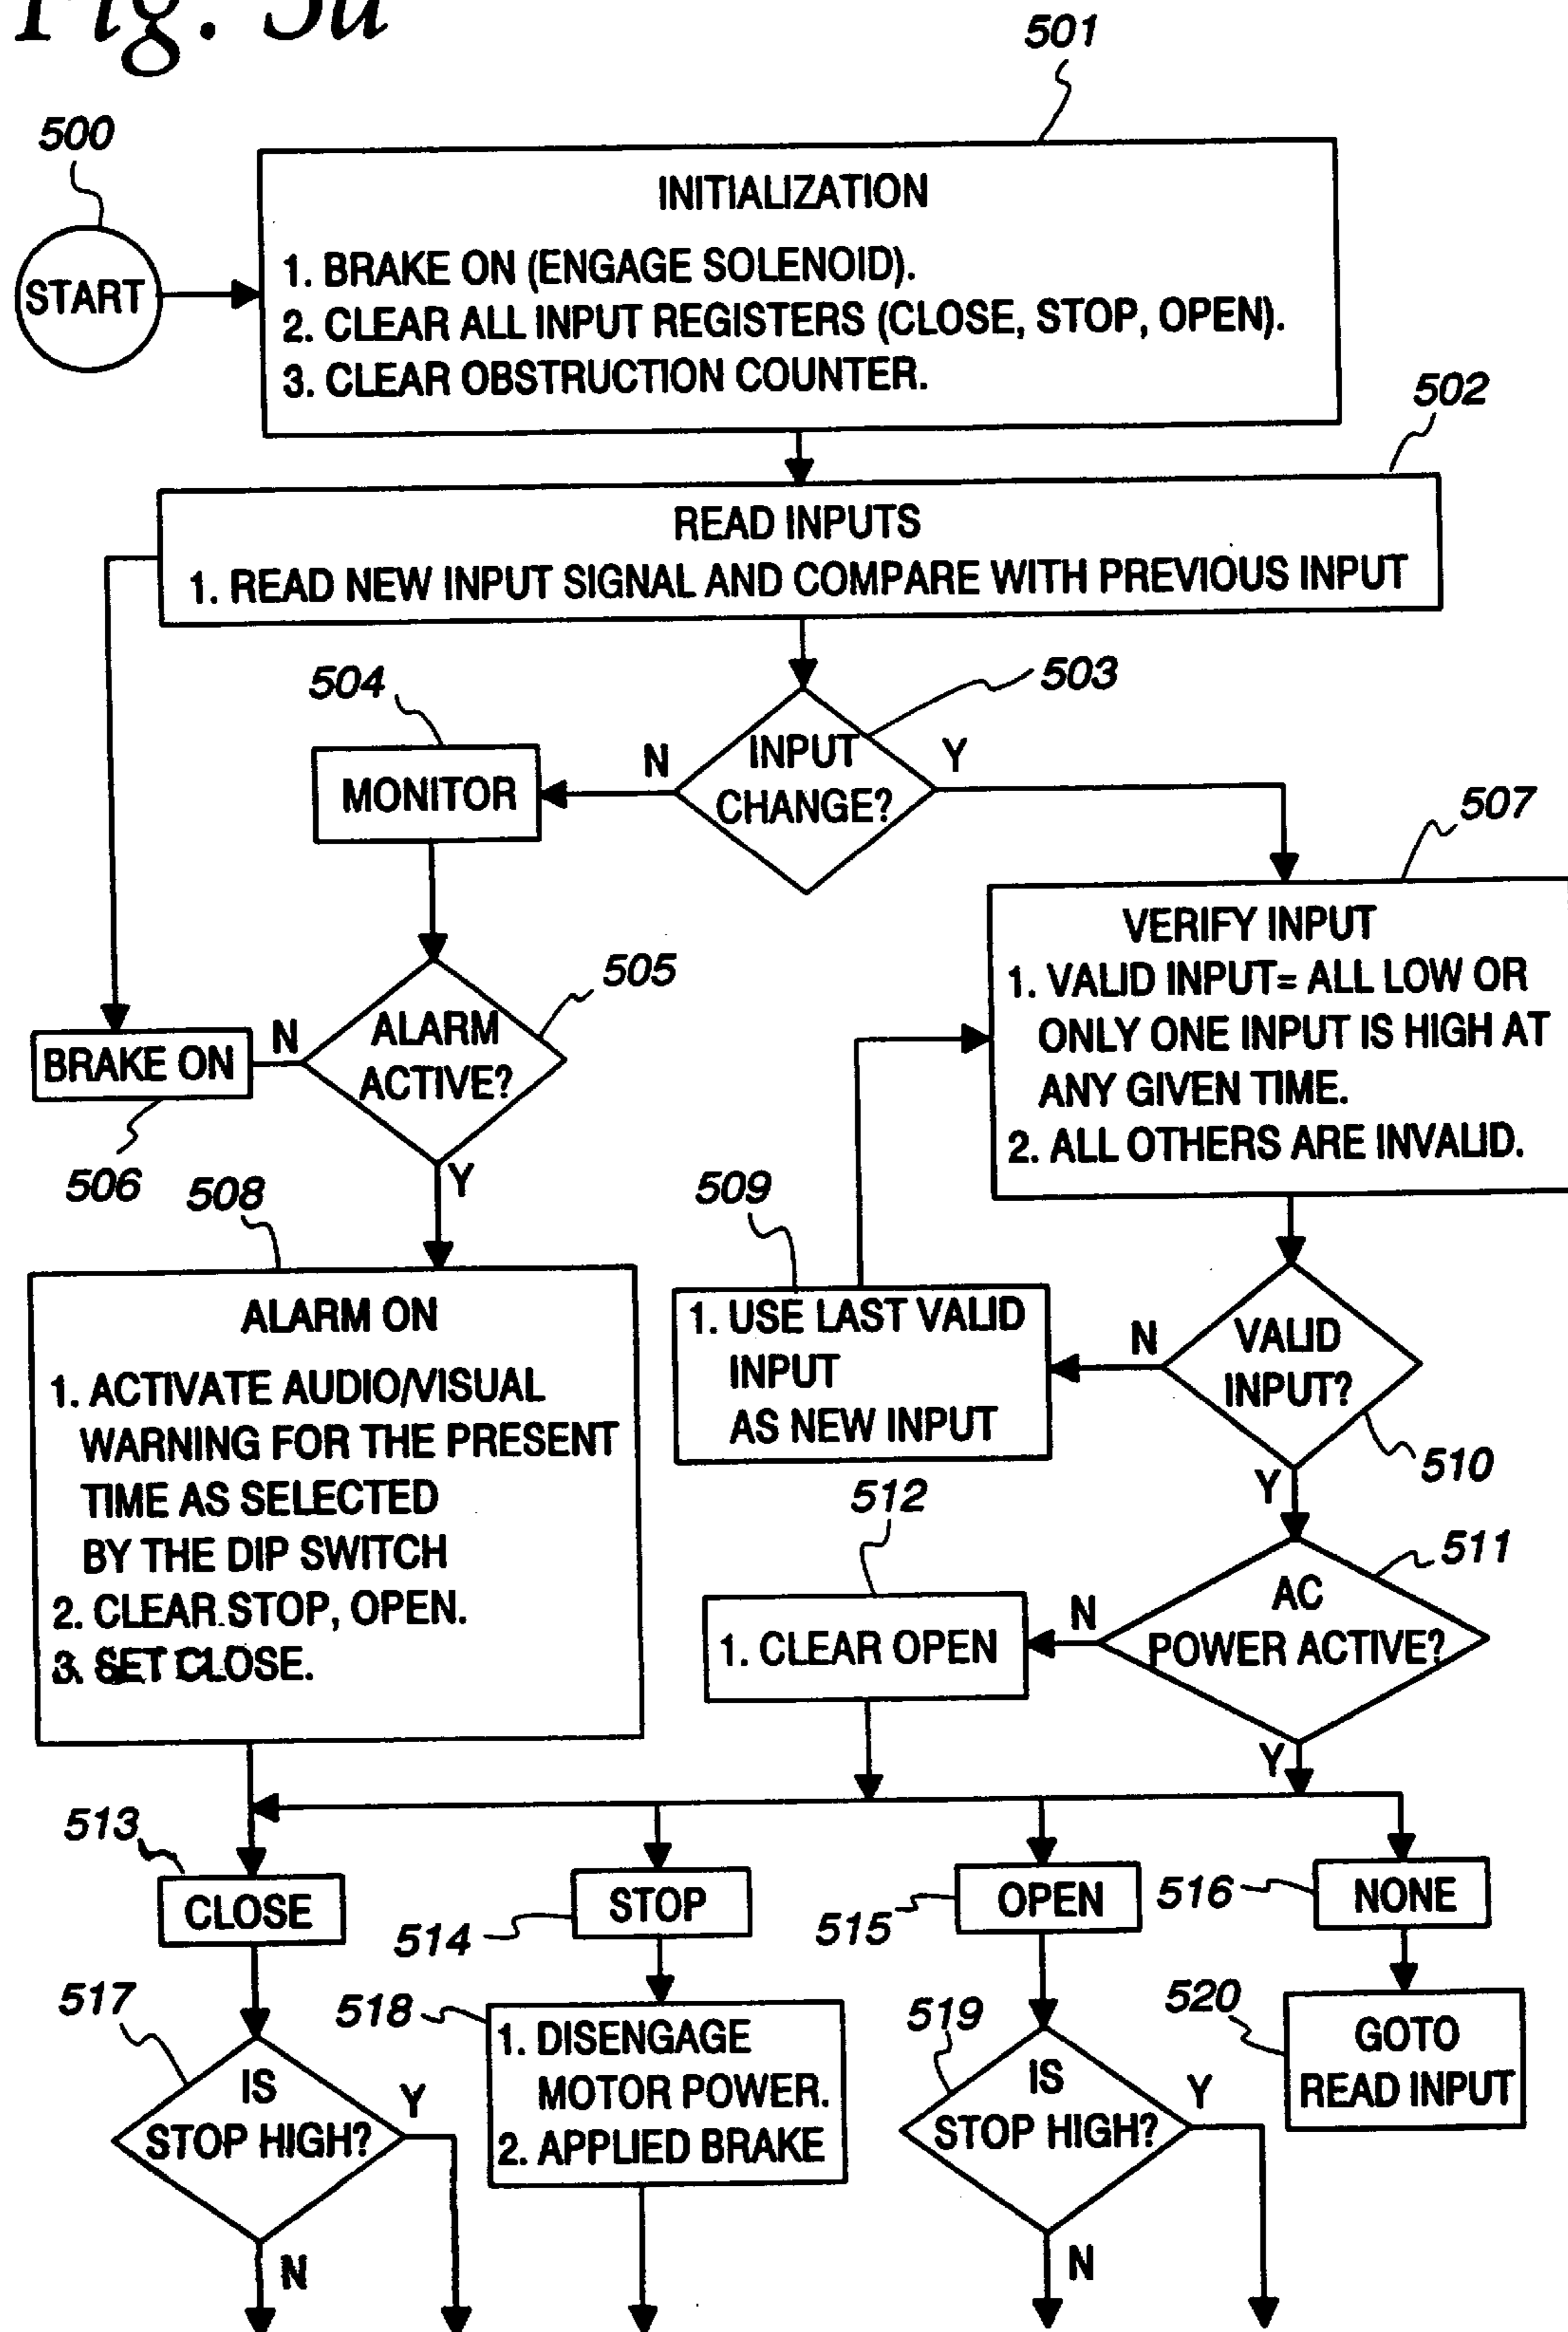 Fig. 5a
501
500
START
INITIALIZATION
1. BRAKE ON (ENGAGE SOLENOID).
2. CLEAR ALL INPUT REGISTERS (CLOSE, STOP, OPEN).
3. CLEAR OBSTRUCTION COUNTER.
502
READ INPUTS
1. READ NEW INPUT SIGNAL AND COMPARE WITH PREVIOUS INPUT
504
503
MONITOR
N
INPUT
CHANGE?
Y
507
VERIFY INPUT
1. VALID INPUT= ALL LOW OR
ONLY ONE INPUT IS HIGH AT
ANY GIVEN TIME.
2. ALL OTHERS ARE INVALID.
505
BRAKE ON
N
ALARM
ACTIVE?
506
Y
508
509
ALARM ON
1. ACTIVATE AUDIO/VISUAL
WARNING FOR THE PRESENT
TIME AS SELECTED
BY THE DIP SWITCH
2. CLEAR STOP, OPEN.
3. SET CLOSE.
1. USE LAST VALID
INPUT
AS NEW INPUT
N
VALID
INPUT?
510
Y
512
511
1. CLEAR OPEN
N
AC
POWER ACTIVE?
Y
513
CLOSE
STOP
514
OPEN
515
516
NONE
517
IS
STOP HIGH?
Y
N
518
1. DISENGAGE
MOTOR POWER.
2. APPLIED BRAKE
519
IS
STOP HIGH?
Y
N
520
GOTO
READ INPUT